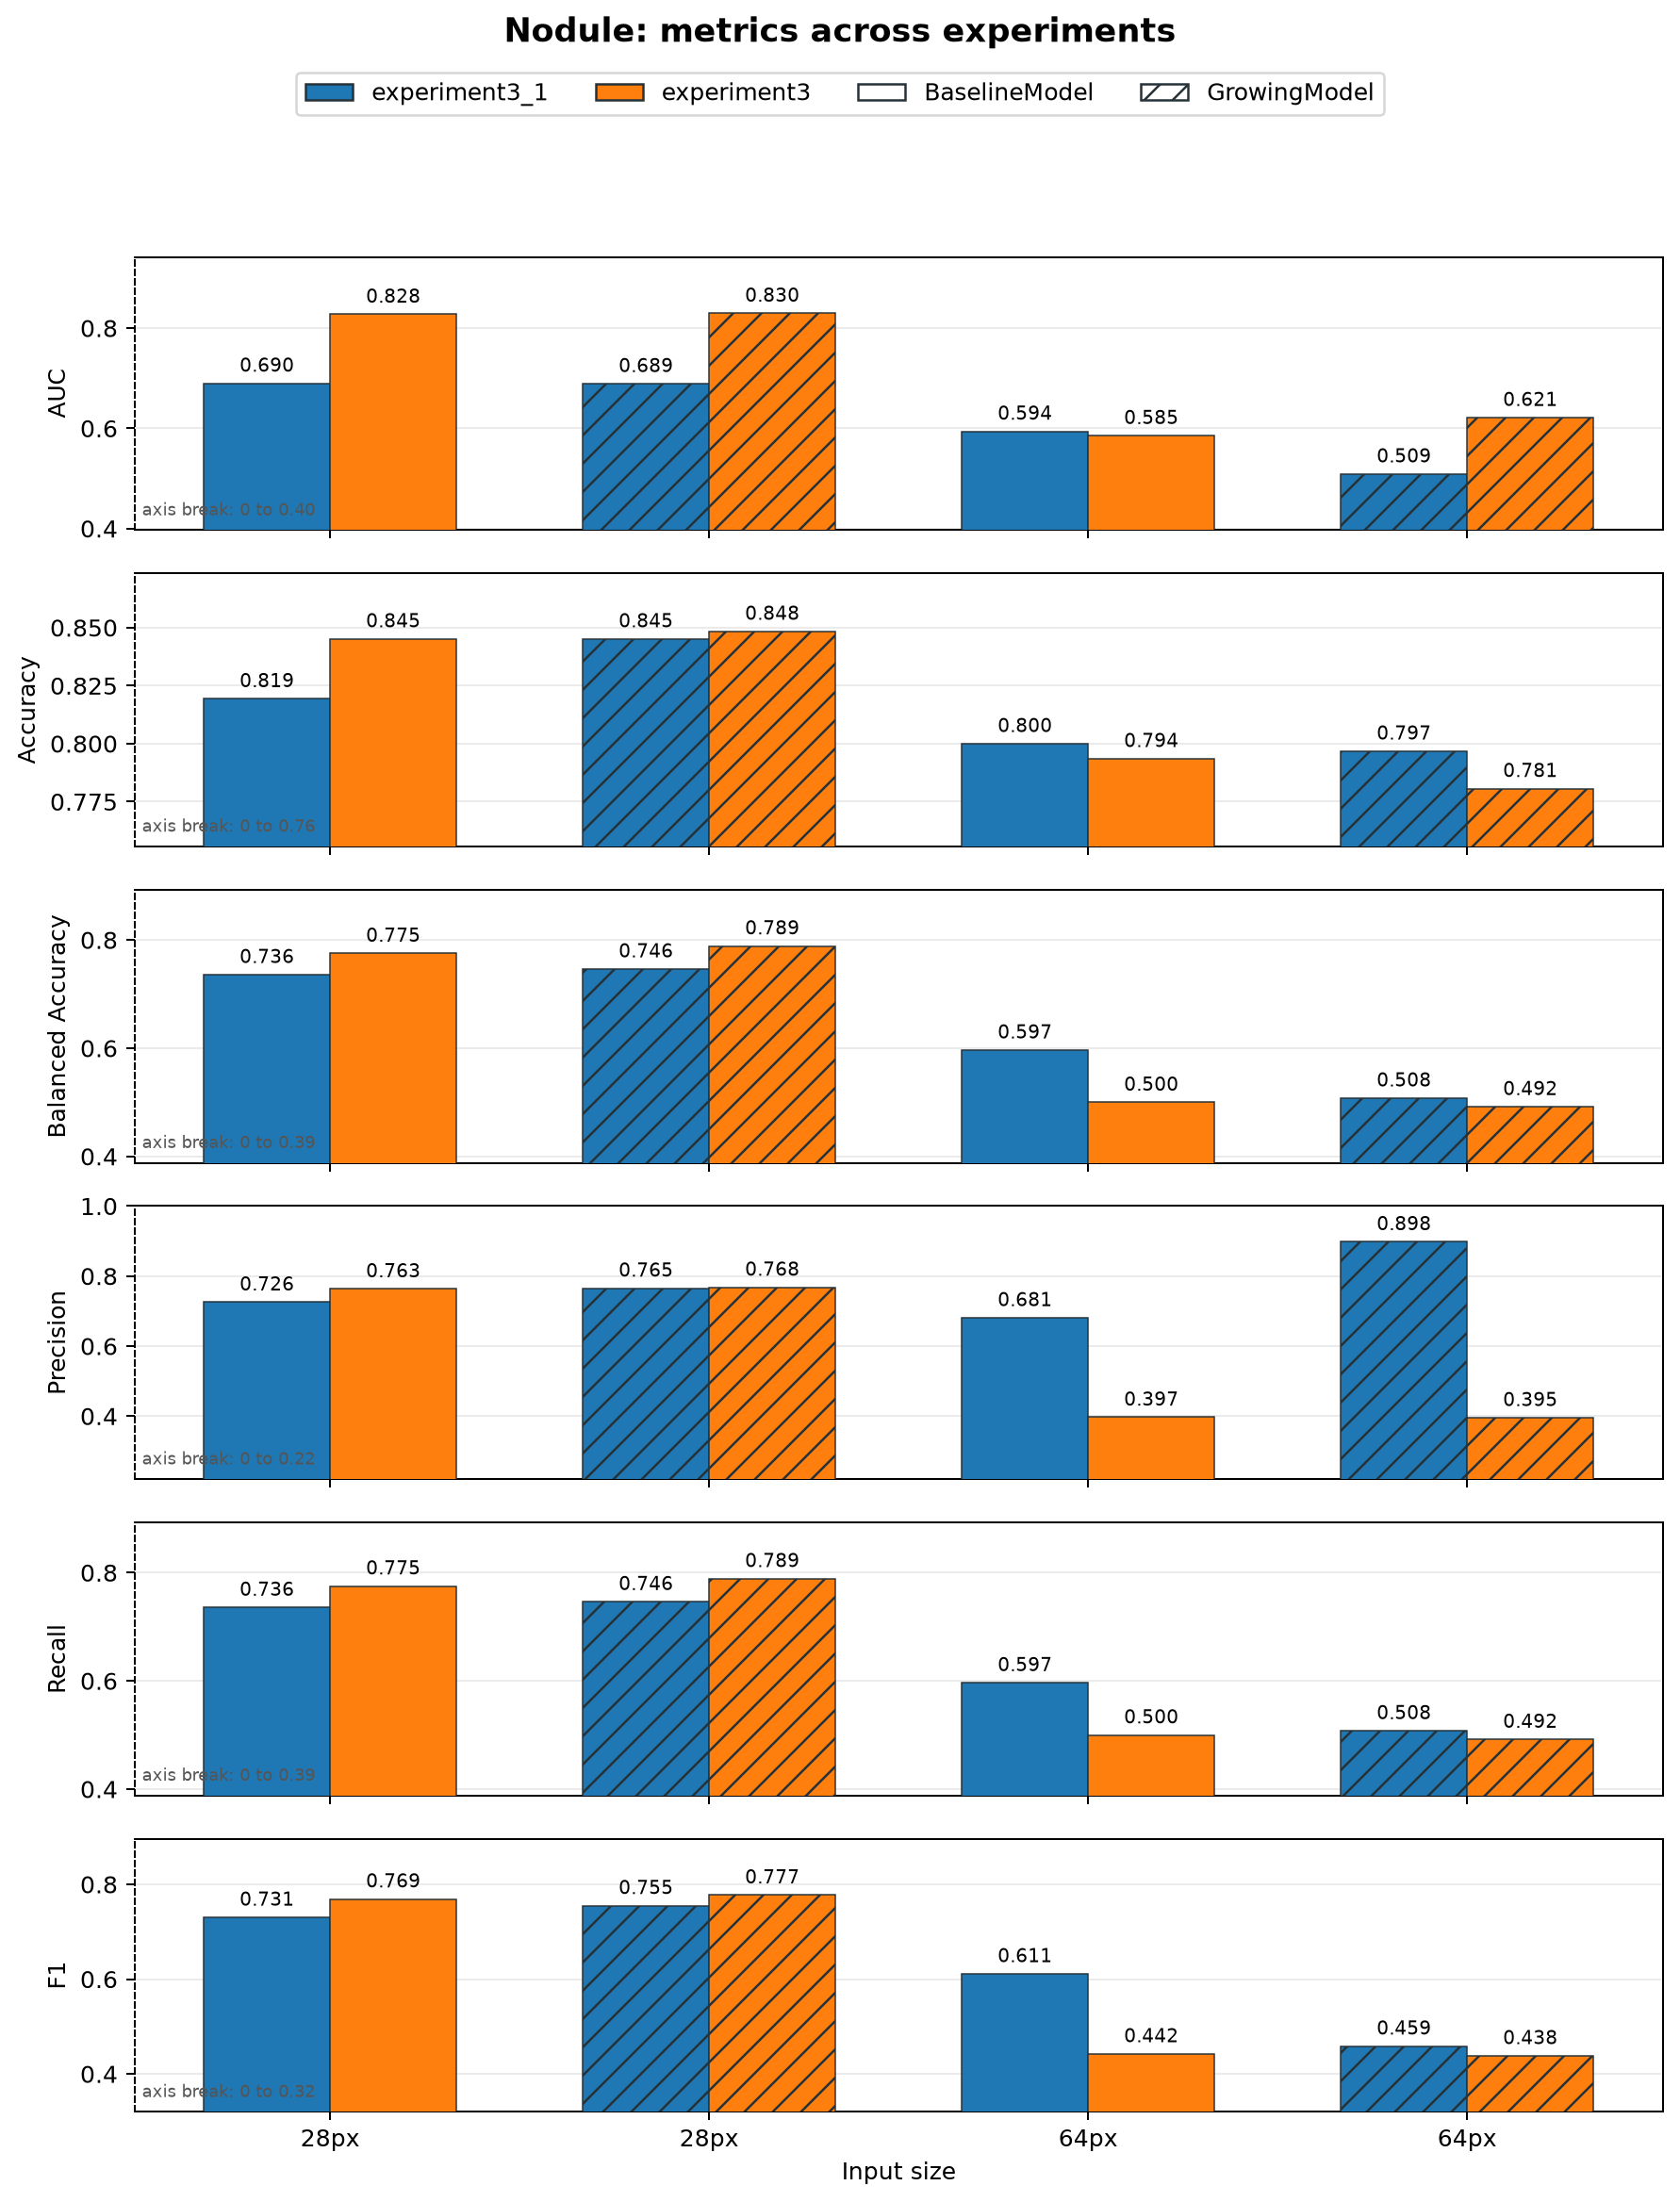 Nodule: metrics across experiments
experiment3_1 experiment3 BaselineModel GrowingModel
AUC
0.8
0.6
0.4
0.690 0.828 0.689 0.830 0.594 0.585 0.509 0.621
axis break: 0 to 0.40
Accuracy
0.850
0.825
0.800
0.775
0.819 0.845 0.845 0.848 0.800 0.794 0.797 0.781
axis break: 0 to 0.76
Balanced Accuracy
0.8
0.6
0.4
0.736 0.775 0.746 0.789 0.597 0.500 0.508 0.492
axis break: 0 to 0.39
Precision
1.0
0.8
0.6
0.4
0.726 0.763 0.765 0.768 0.681 0.397 0.898 0.395
axis break: 0 to 0.22
Recall
0.8
0.6
0.4
0.736 0.775 0.746 0.789 0.597 0.500 0.508 0.492
axis break: 0 to 0.39
F1
0.8
0.6
0.4
0.731 0.769 0.755 0.777 0.611 0.442 0.459 0.438
axis break: 0 to 0.32
28px 28px 64px 64px
Input size